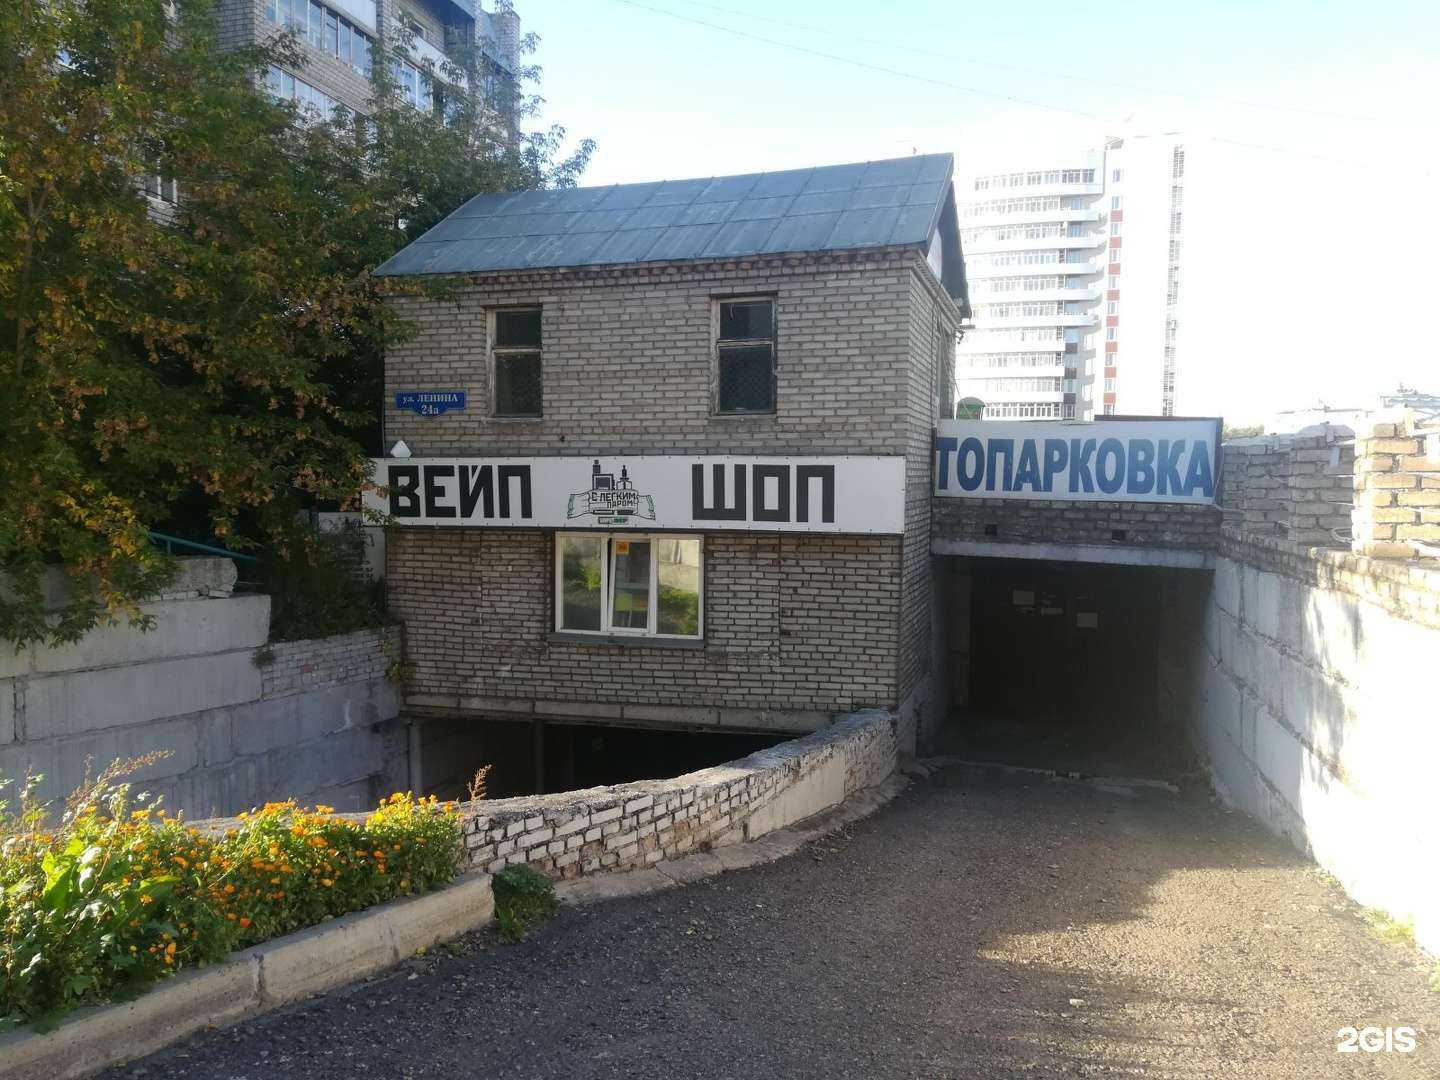 ул. ЛЕНИНА
24а
ВЕЙП
С ЛЕГКИМ
ПАРОМ!
ШОП
ТОПАРКОВКА
2GIS